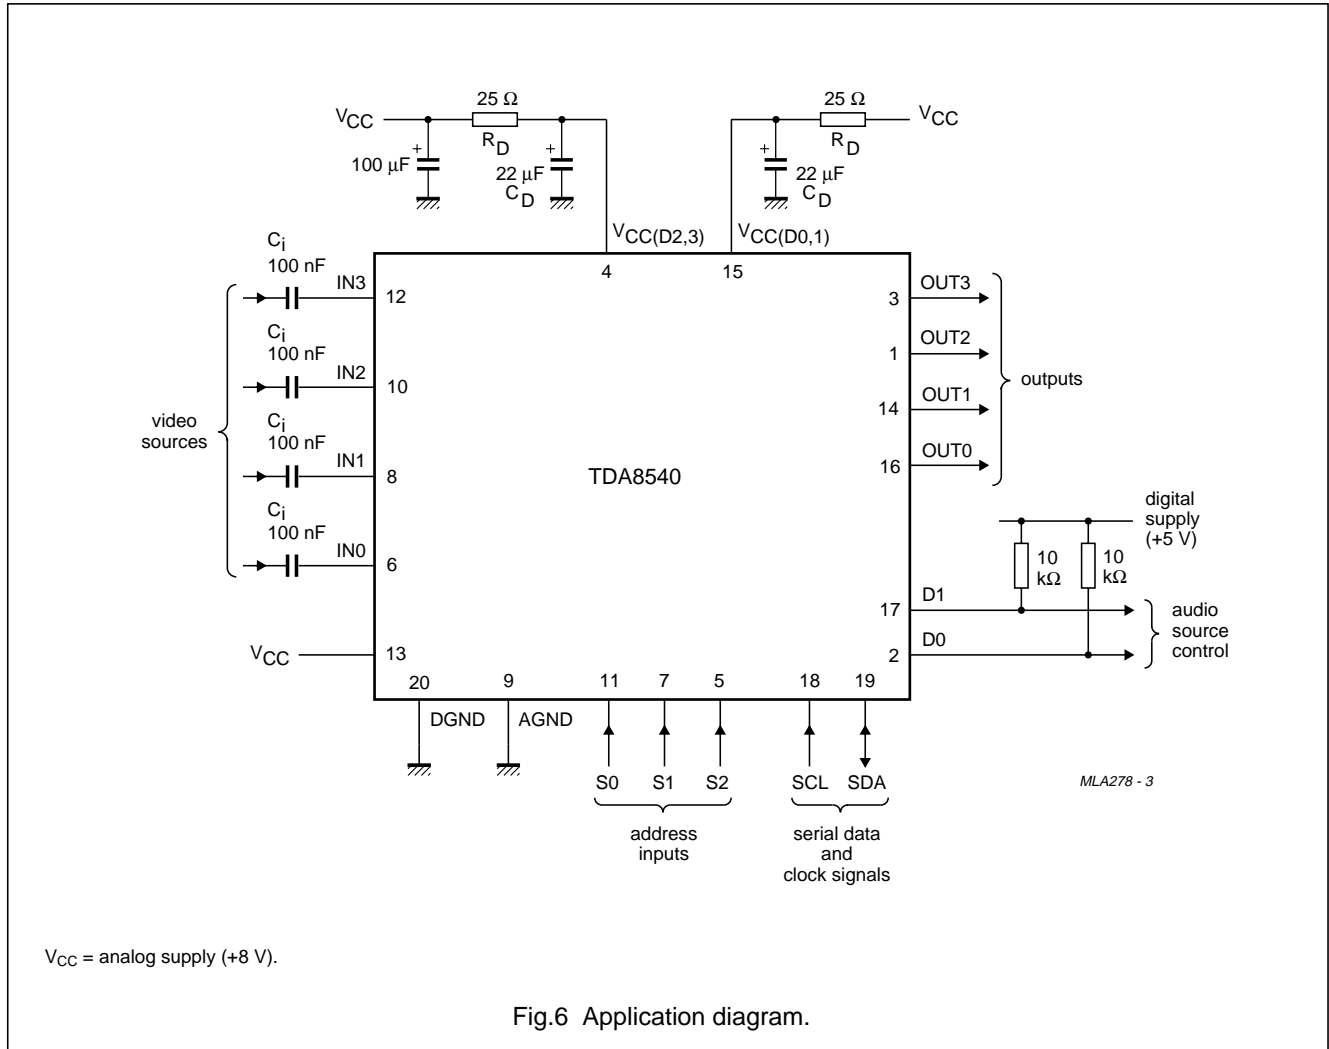 25 Ω
25 Ω
VCC
VCC
RD
RD
+
+
+
100 µF
22 µF
CD
22 µF
CD
VCC(D2,3)
VCC(D0,1)
4
15
Ci
100 nF
IN3
12
Ci
100 nF
IN2
10
Ci
100 nF
IN1
8
Ci
100 nF
IN0
6
video
sources
VCC
13
TDA8540
3
OUT3
1
OUT2
14
OUT1
16
OUT0
outputs
digital
supply
(+5 V)
10
kΩ
10
kΩ
17
D1
2
D0
audio
source
control
20
9
11
7
5
18
19
DGND
AGND
S0
S1
S2
SCL
SDA
address
inputs
serial data
and
clock signals
MLA278 - 3
VCC = analog supply (+8 V).
Fig.6 Application diagram.